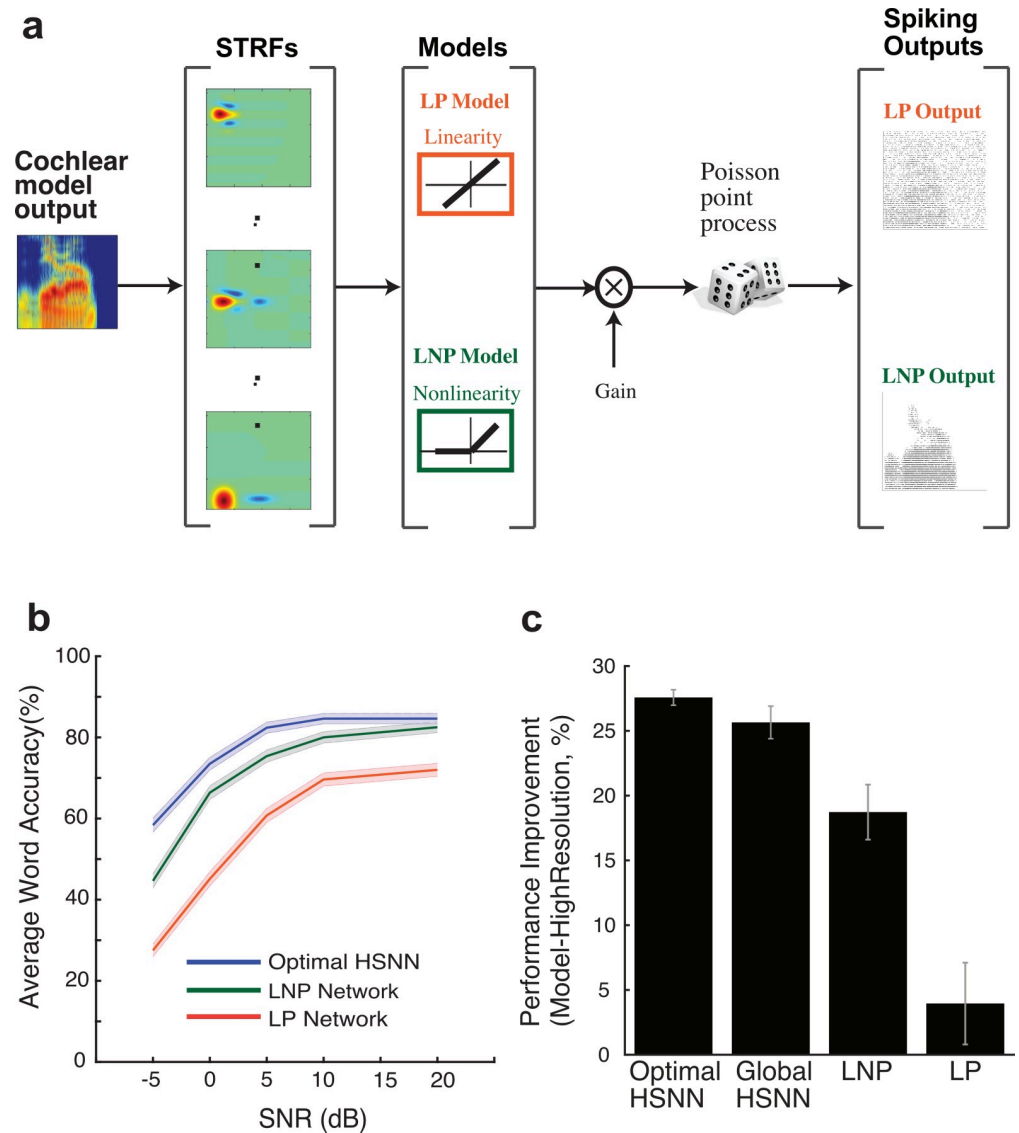 a
STRFs
Models
Spiking
Outputs
Cochlear
model
output
LP Model
Linearity
LNP Model
Nonlinearity
Gain
Poisson
point
process
LP Output
LNP Output
b
Average Word Accuracy(%)
100
80
60
40
20
0
-5
0
5
10
15
20
SNR (dB)
Optimal HSNN
LNP Network
LP Network
c
Performance Improvement
(Model-HighResolution, %)
30
25
20
15
10
5
0
Optimal
HSNN
Global
HSNN
LNP
LP